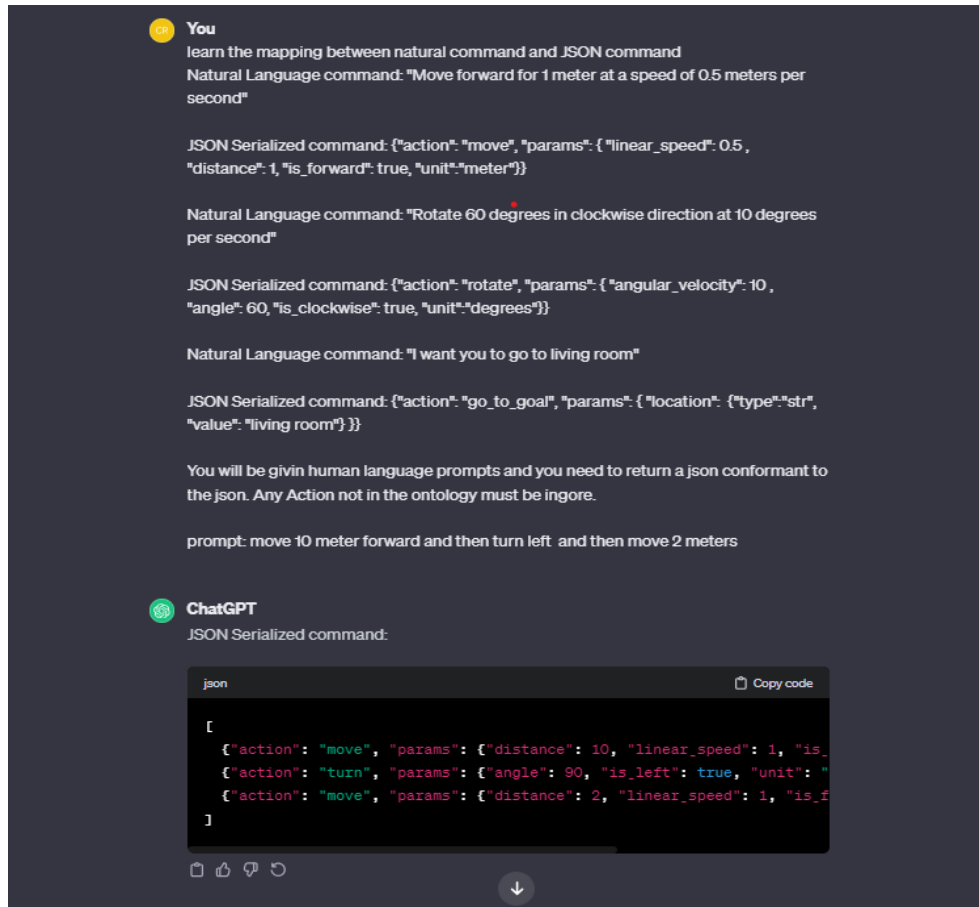 CR
You
learn the mapping between natural command and JSON command
Natural Language command: "Move forward for 1 meter at a speed of 0.5 meters per
second"
JSON Serialized command: {"action": "move", "params": { "linear_speed": 0.5 ,
"distance": 1, "is_forward": true, "unit":"meter"}}
Natural Language command: "Rotate 60 degrees in clockwise direction at 10 degrees
per second"
JSON Serialized command: {"action": "rotate", "params": { "angular_velocity": 10 ,
"angle": 60, "is_clockwise": true, "unit":"degrees"}}
Natural Language command: "I want you to go to living room"
JSON Serialized command: {"action": "go_to_goal", "params": { "location":  {"type":"str",
"value": "living room"} }}
You will be givin human language prompts and you need to return a json conformant to
the json. Any Action not in the ontology must be ingore.
prompt: move 10 meter forward and then turn left  and then move 2 meters
ChatGPT
JSON Serialized command:
json Copy code
[
{"action": "move", "params": {"distance": 10, "linear_speed": 1, "is_
{"action": "turn", "params": {"angle": 90, "is_left": true, "unit": "
{"action": "move", "params": {"distance": 2, "linear_speed": 1, "is_f
]